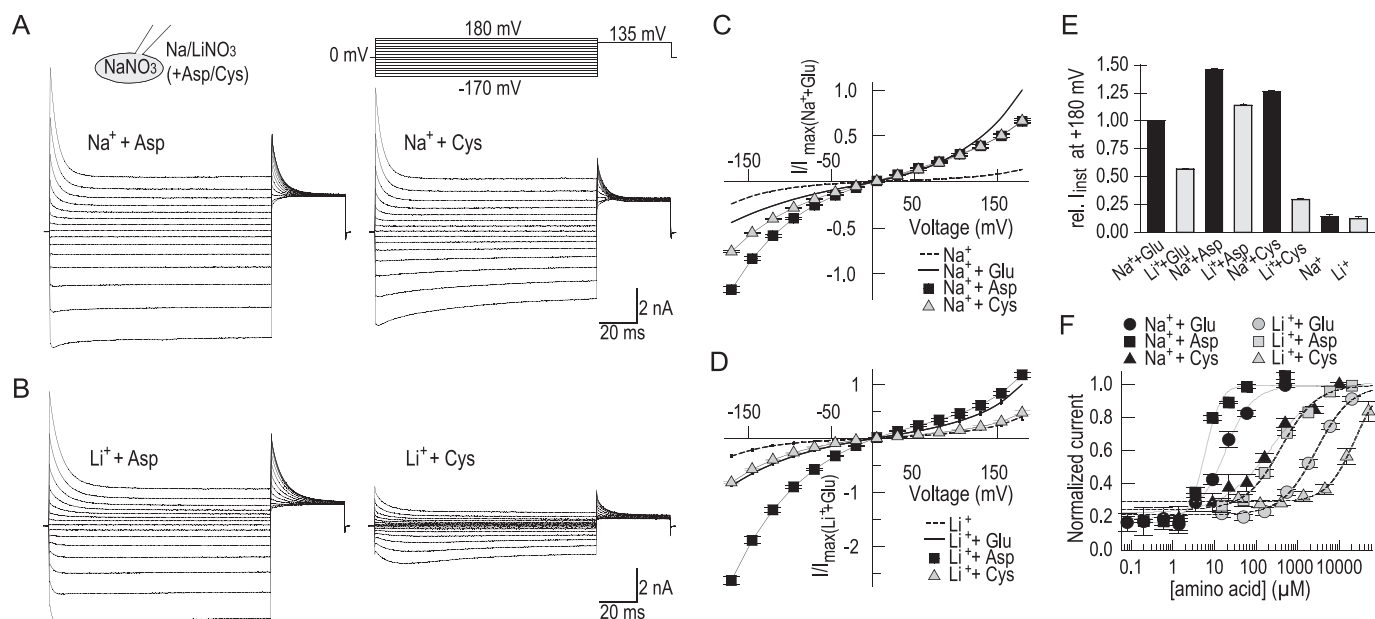 A
NaNO₃
Na/LiNO₃
(+Asp/Cys)
0 mV
180 mV
-170 mV
135 mV
Na⁺ + Asp
Na⁺ + Cys
2 nA
20 ms
B
Li⁺ + Asp
Li⁺ + Cys
2 nA
20 ms
C
I/I max(Na⁺+Glu)
1.0
0.5
-0.5
-1.0
-150
-50
50
150
Voltage (mV)
Na⁺
Na⁺ + Glu
Na⁺ + Asp
Na⁺ + Cys
D
I/I max(Li⁺+Glu)
1
-1
-2
-150
-50
50
150
Voltage (mV)
Li⁺
Li⁺ + Glu
Li⁺ + Asp
Li⁺ + Cys
E
rel. Iinst at +180 mV
1.50
1.25
1.00
0.75
0.50
0.25
0.00
Na⁺+Glu
Li⁺+Glu
Na⁺+Asp
Li⁺+Asp
Na⁺+Cys
Li⁺+Cys
Na⁺
Li⁺
F
Na⁺ + Glu
Na⁺ + Asp
Na⁺ + Cys
Li⁺ + Glu
Li⁺ + Asp
Li⁺ + Cys
Normalized current
1.0
0.8
0.6
0.4
0.2
0.0
0.1
1
10
100
1000
10000
[amino acid] (µM)